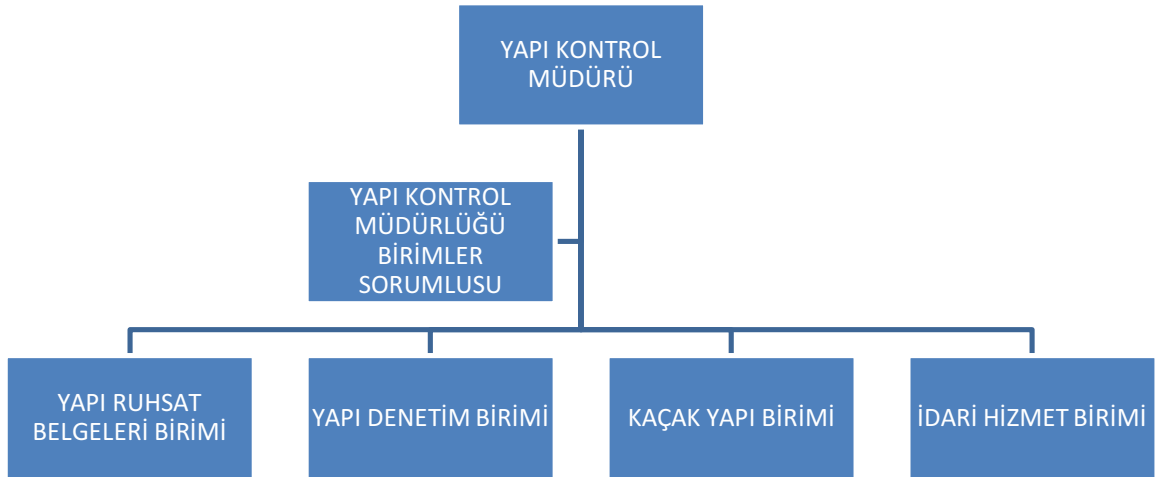 YAPI KONTROL
MÜDÜRÜ
YAPI KONTROL
MÜDÜRLÜĞÜ
BİRİMLER
SORUMLUSU
YAPI RUHSAT
BELGELERİ BİRİMİ
YAPI DENETİM BİRİMİ
KAÇAK YAPI BİRİMİ
İDARİ HİZMET BİRİMİ